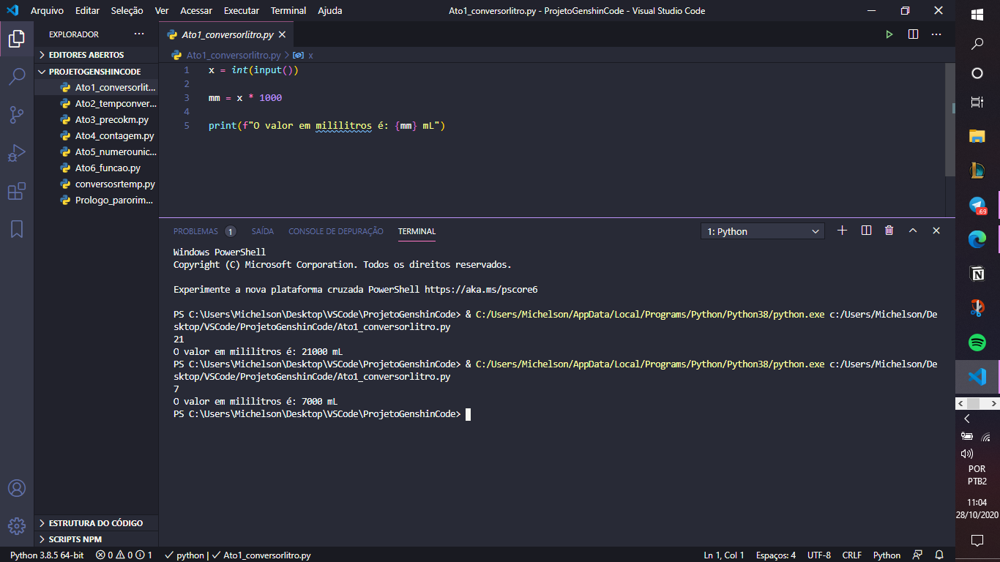 Arquivo Editar Seleção Ver Acessar Executar Terminal Ajuda
Ato1_conversorlitro.py - ProjetoGenshinCode - Visual Studio Code
EXPLORADOR ...
EDITORES ABERTOS
PROJETOGENSHINCODE
Ato1_conversorlit...
Ato2_tempconver...
Ato3_precokm.py
Ato4_contagem.py
Ato5_numerounic...
Ato6_funcao.py
conversosrtemp.py
Prologo_parorim...
ESTRUTURA DO CÓDIGO
SCRIPTS NPM
Ato1_conversorlitro.py
Ato1_conversorlitro.py > x
1 x = int(input())
2
3 mm = x * 1000
4
5 print(f"O valor em mililitros é: {mm} mL")
PROBLEMAS 1 SAÍDA CONSOLE DE DEPURAÇÃO TERMINAL 1: Python
Windows PowerShell
Copyright (C) Microsoft Corporation. Todos os direitos reservados.
Experimente a nova plataforma cruzada PowerShell https://aka.ms/pscore6
PS C:\Users\Michelson\Desktop\VSCode\ProjetoGenshinCode> & C:/Users/Michelson/AppData/Local/Programs/Python/Python38/python.exe c:/Users/Michelson/De
sktop/VSCode/ProjetoGenshinCode/Ato1_conversorlitro.py
21
O valor em mililitros é: 21000 mL
PS C:\Users\Michelson\Desktop\VSCode\ProjetoGenshinCode> & C:/Users/Michelson/AppData/Local/Programs/Python/Python38/python.exe c:/Users/Michelson/De
sktop/VSCode/ProjetoGenshinCode/Ato1_conversorlitro.py
7
O valor em mililitros é: 7000 mL
PS C:\Users\Michelson\Desktop\VSCode\ProjetoGenshinCode>
Python 3.8.5 64-bit 0 0 1 python | Ato1_conversorlitro.py
Ln 1, Col 1 Espaços: 4 UTF-8 CRLF Python
.69
POR
PTB2
11:04
28/10/2020